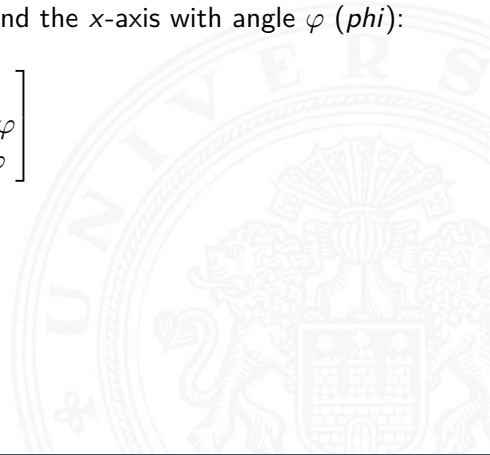 nd the x-axis with angle φ (phi):
φ
φ
U N I V E R S